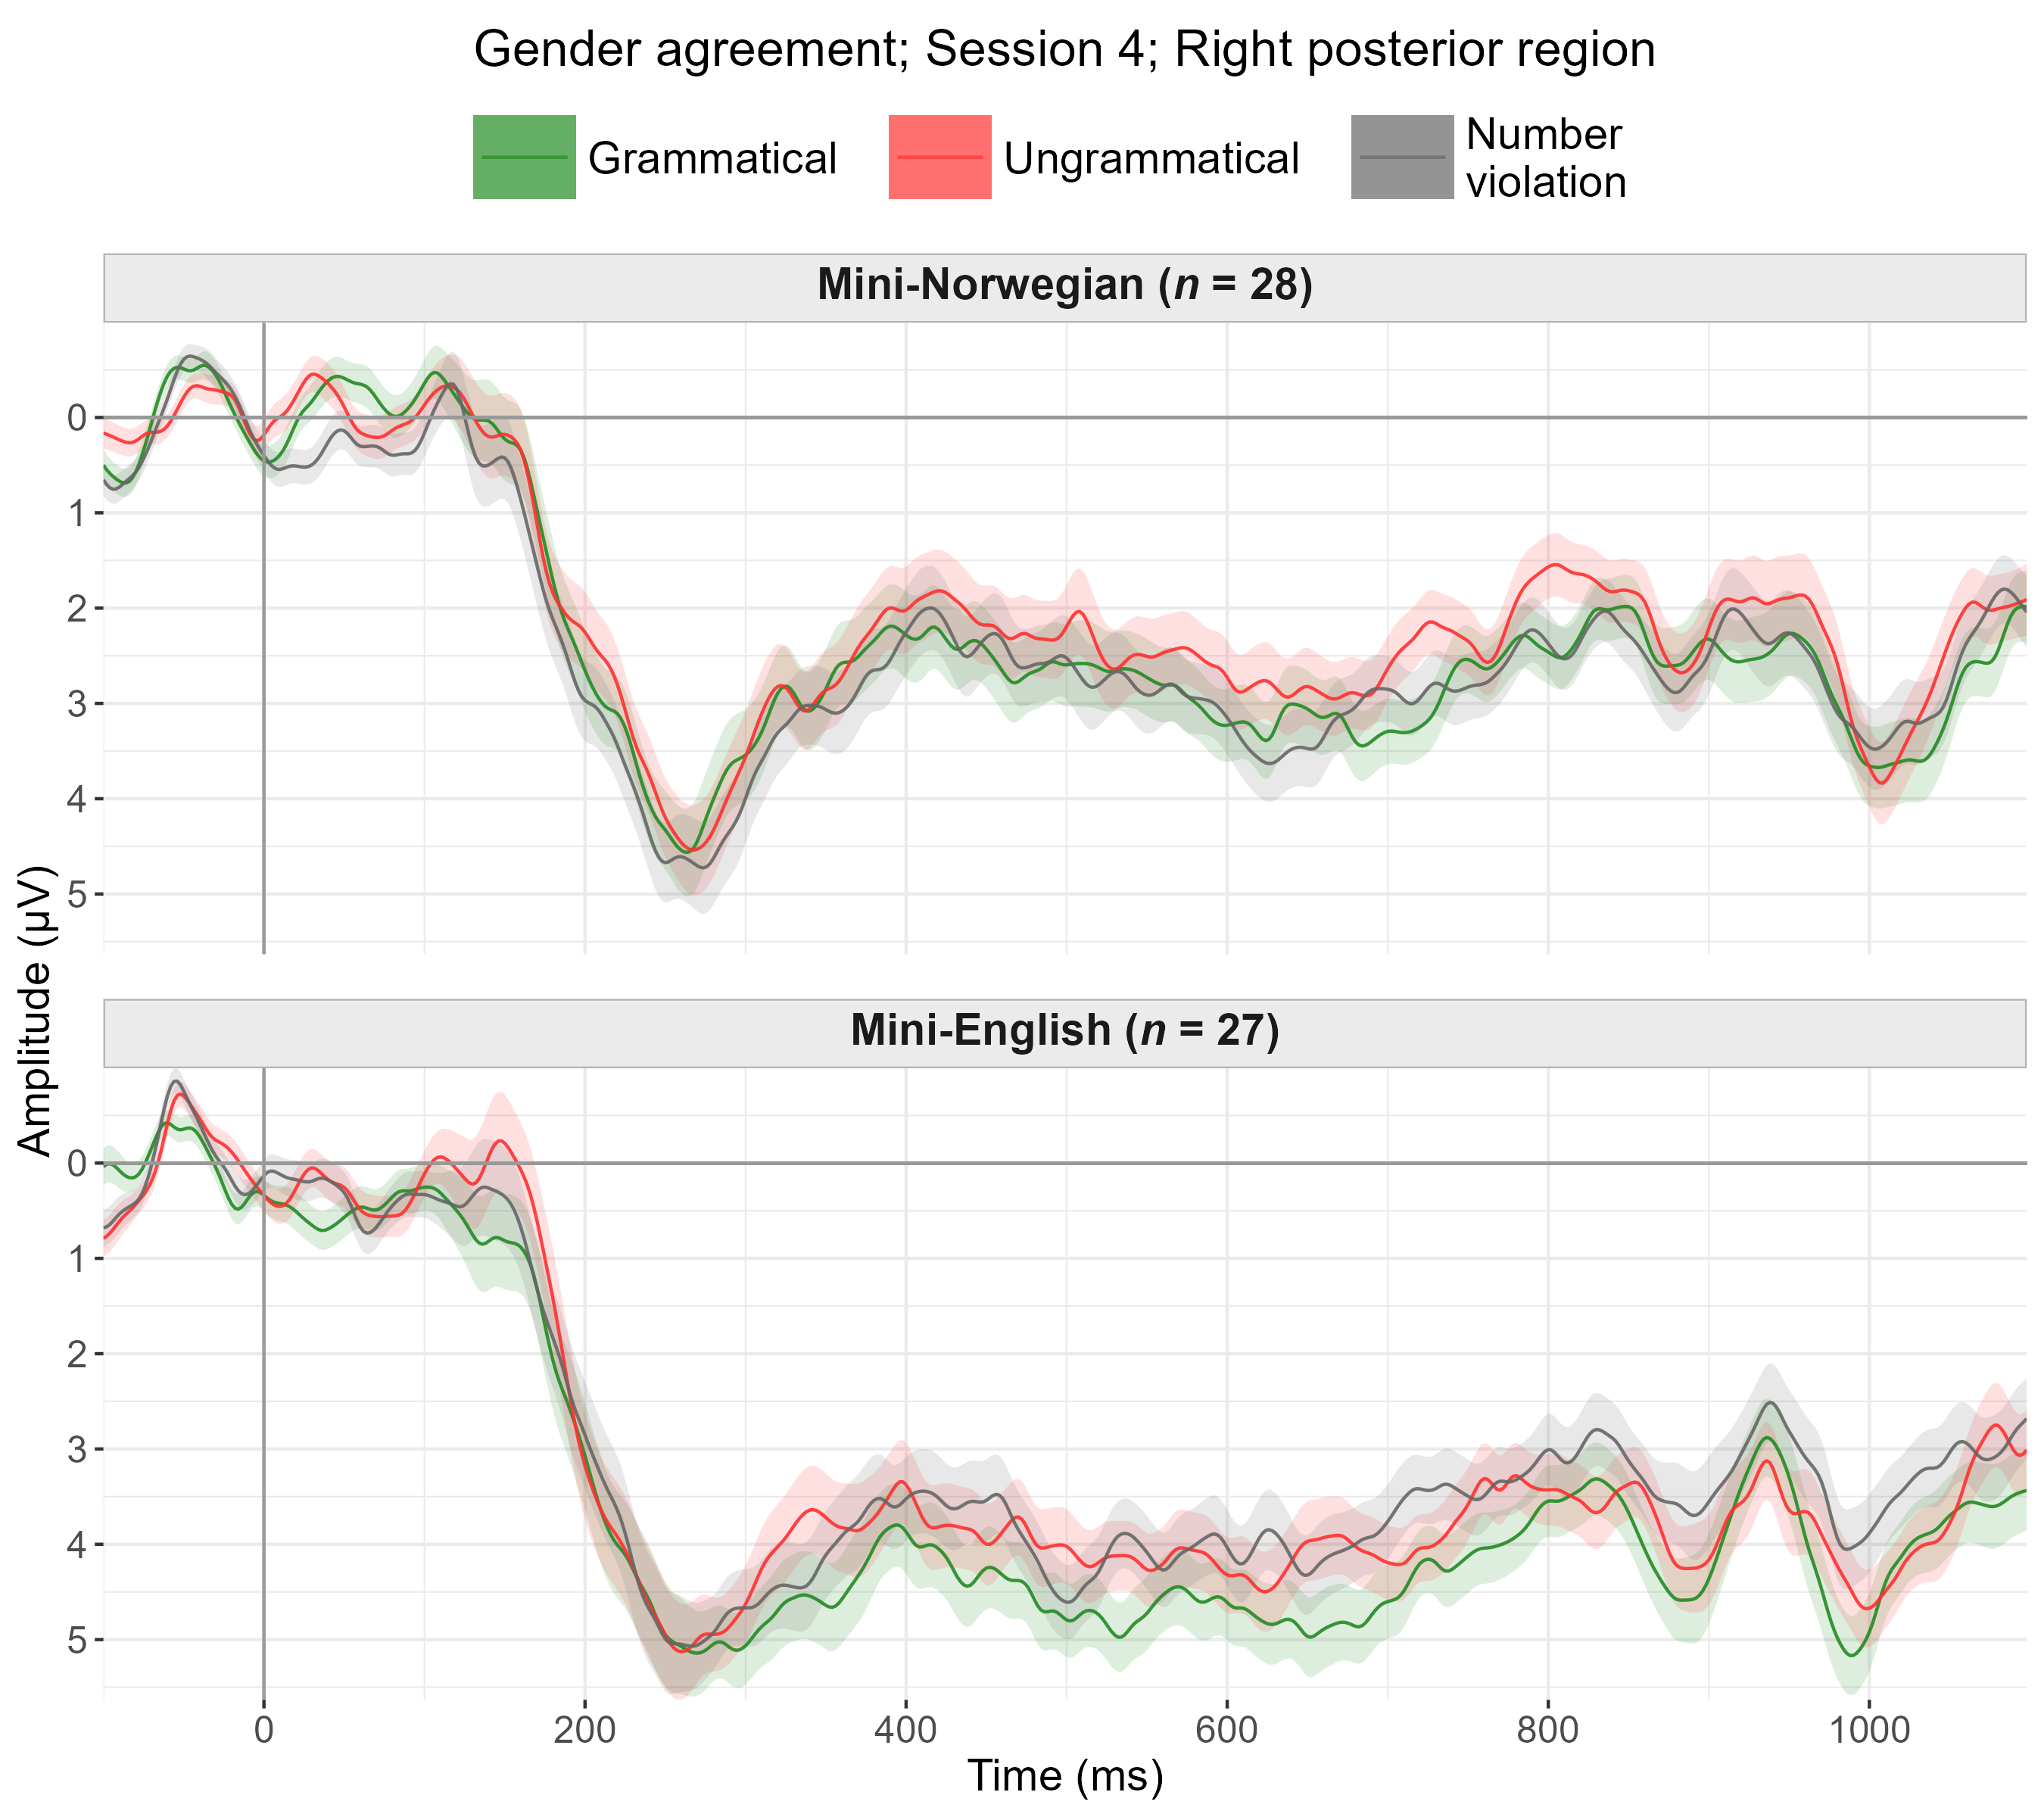 Gender agreement; Session 4; Right posterior region
Grammatical
Ungrammatical
Number
violation
Mini-Norwegian (n = 28)
0
1
2
3
4
5
Amplitude (µV)
Mini-English (n = 27)
0
1
2
3
4
5
0 200 400 600 800 1000
Time (ms)